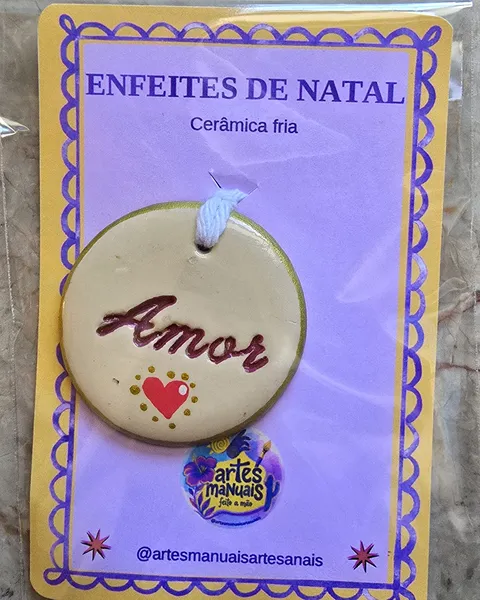 ENFEITES DE NATAL
Cerâmica fria
Amor
artes
manuais
feito a mão
@artesmanuaisartesanais